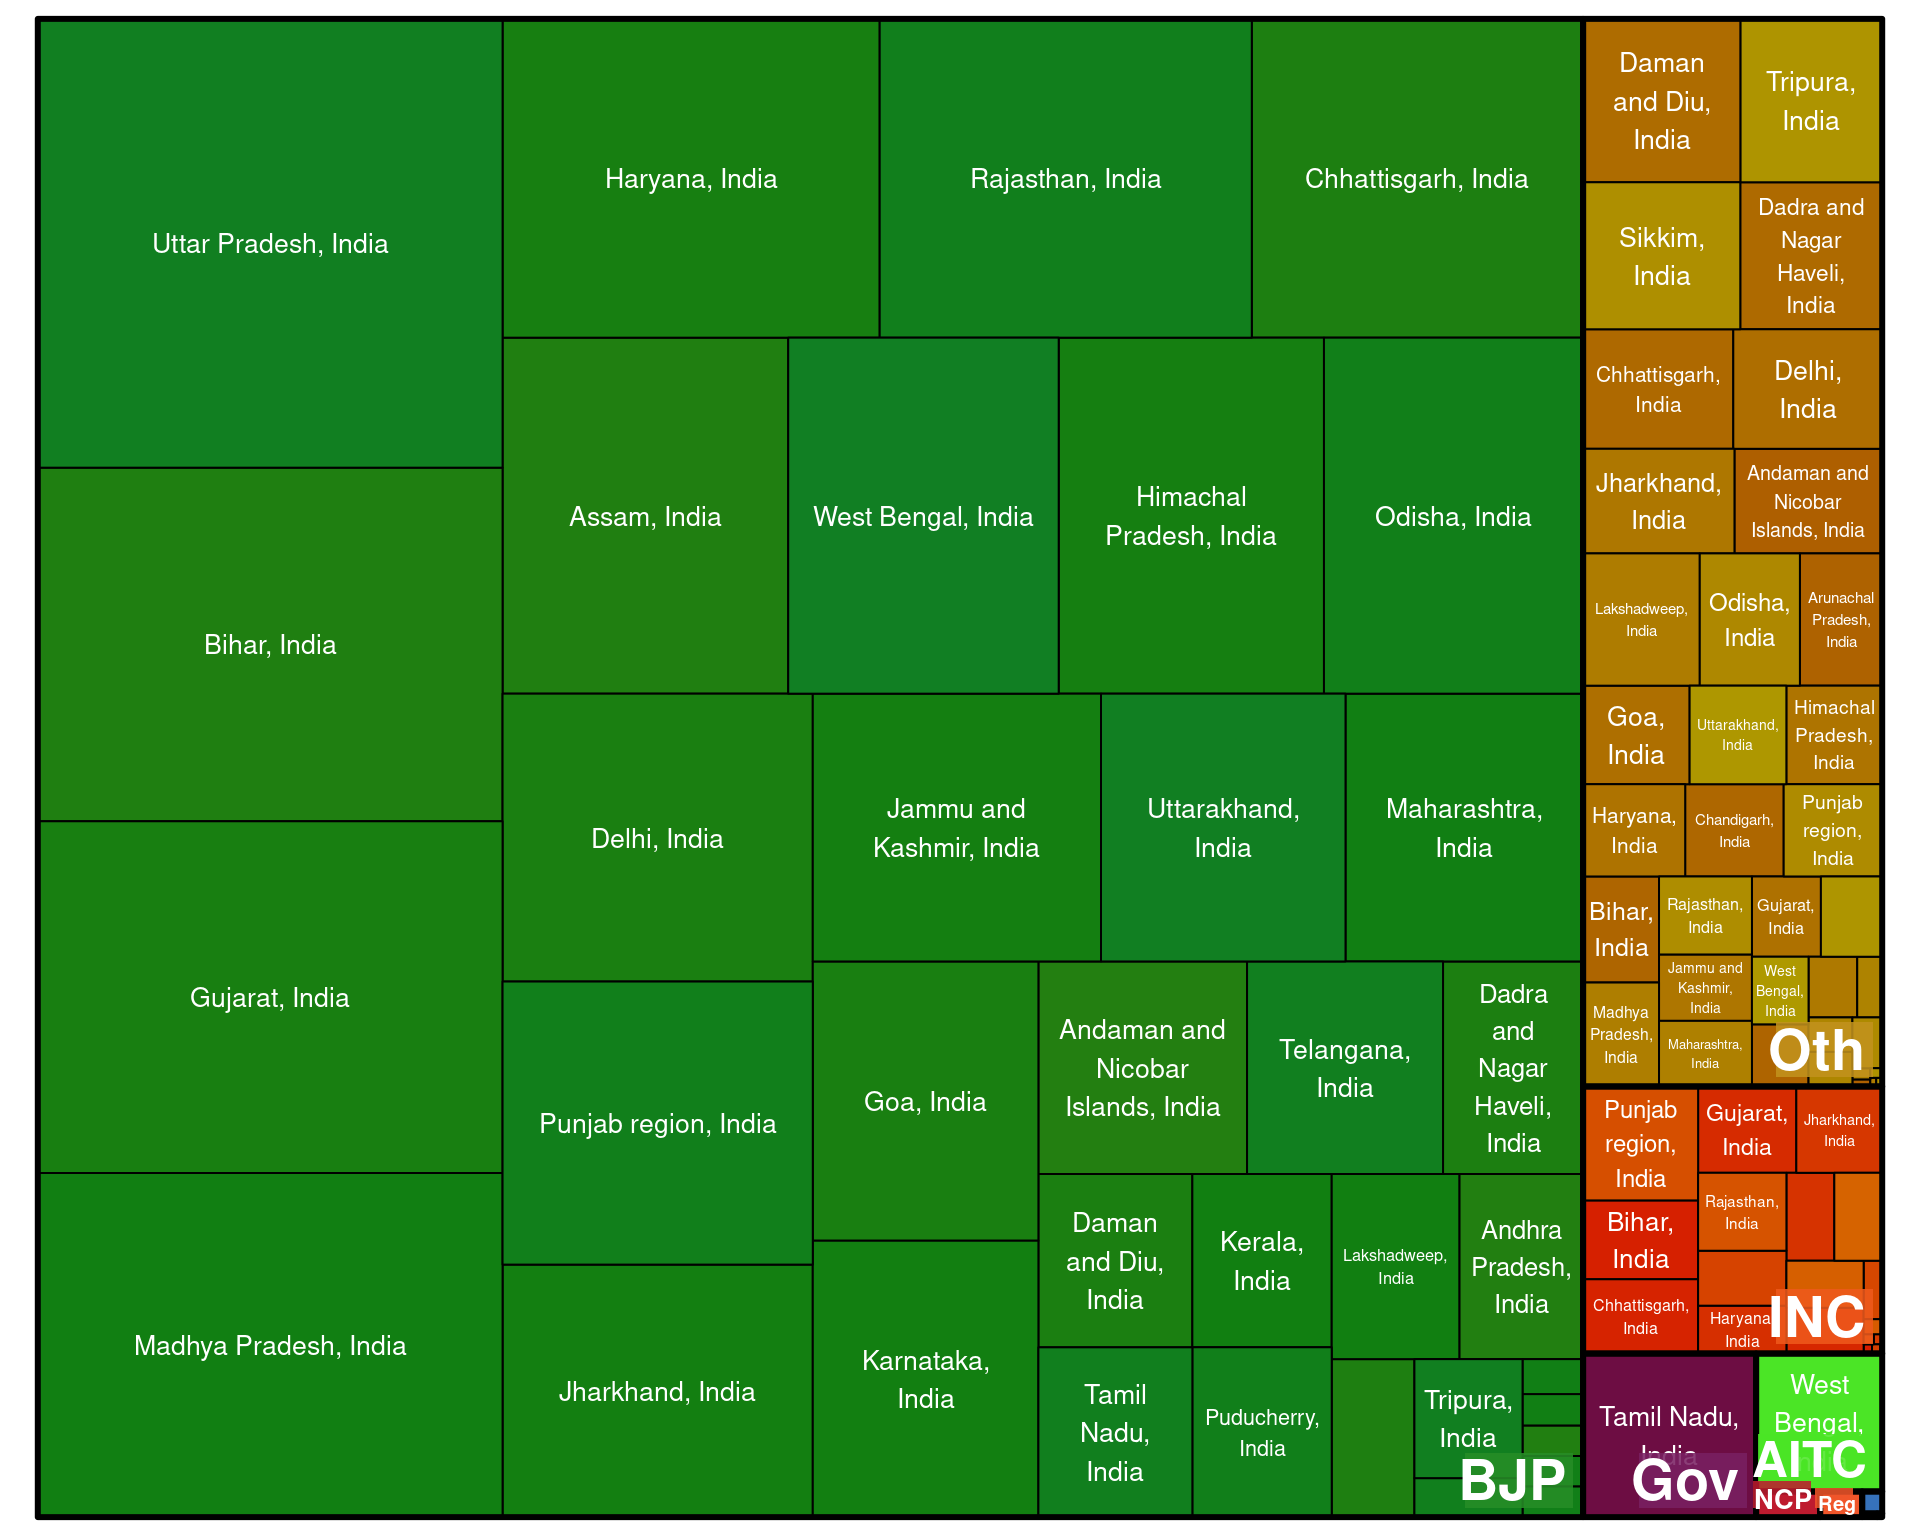 Uttar Pradesh, India
Bihar, India
Gujarat, India
Madhya Pradesh, India
Haryana, India
Rajasthan, India
Chhattisgarh, India
Assam, India
West Bengal, India
Himachal
Pradesh, India
Odisha, India
Delhi, India
Jammu and
Kashmir, India
Uttarakhand,
India
Maharashtra,
India
Punjab region, India
Jharkhand, India
Goa, India
Karnataka,
India
Andaman and
Nicobar
Islands, India
Telangana,
India
Dadra
and
Nagar
Haveli,
India
Daman
and Diu,
India
Kerala,
India
Lakshadweep,
India
Andhra
Pradesh,
India
Tamil
Nadu,
India
Puducherry,
India
Tripura,
India
BJP
Daman
and Diu,
India
Tripura,
India
Sikkim,
India
Dadra and
Nagar
Haveli,
India
Chhattisgarh,
India
Delhi,
India
Jharkhand,
India
Andaman and
Nicobar
Islands, India
Lakshadweep,
India
Odisha,
India
Arunachal
Pradesh,
India
Goa,
India
Uttarakhand,
India
Himachal
Pradesh,
India
Haryana,
India
Chandigarh,
India
Punjab
region,
India
Bihar,
India
Rajasthan,
India
Gujarat,
India
Jammu and
Kashmir,
India
West
Bengal,
India
Madhya
Pradesh,
India
Maharashtra,
India
Oth
Punjab
region,
India
Gujarat,
India
Jharkhand,
India
Bihar,
India
Rajasthan,
India
Chhattisgarh,
India
Haryana
India
INC
Tamil Nadu,
India
Gov
West
Bengal,
AITC
NCP
Reg